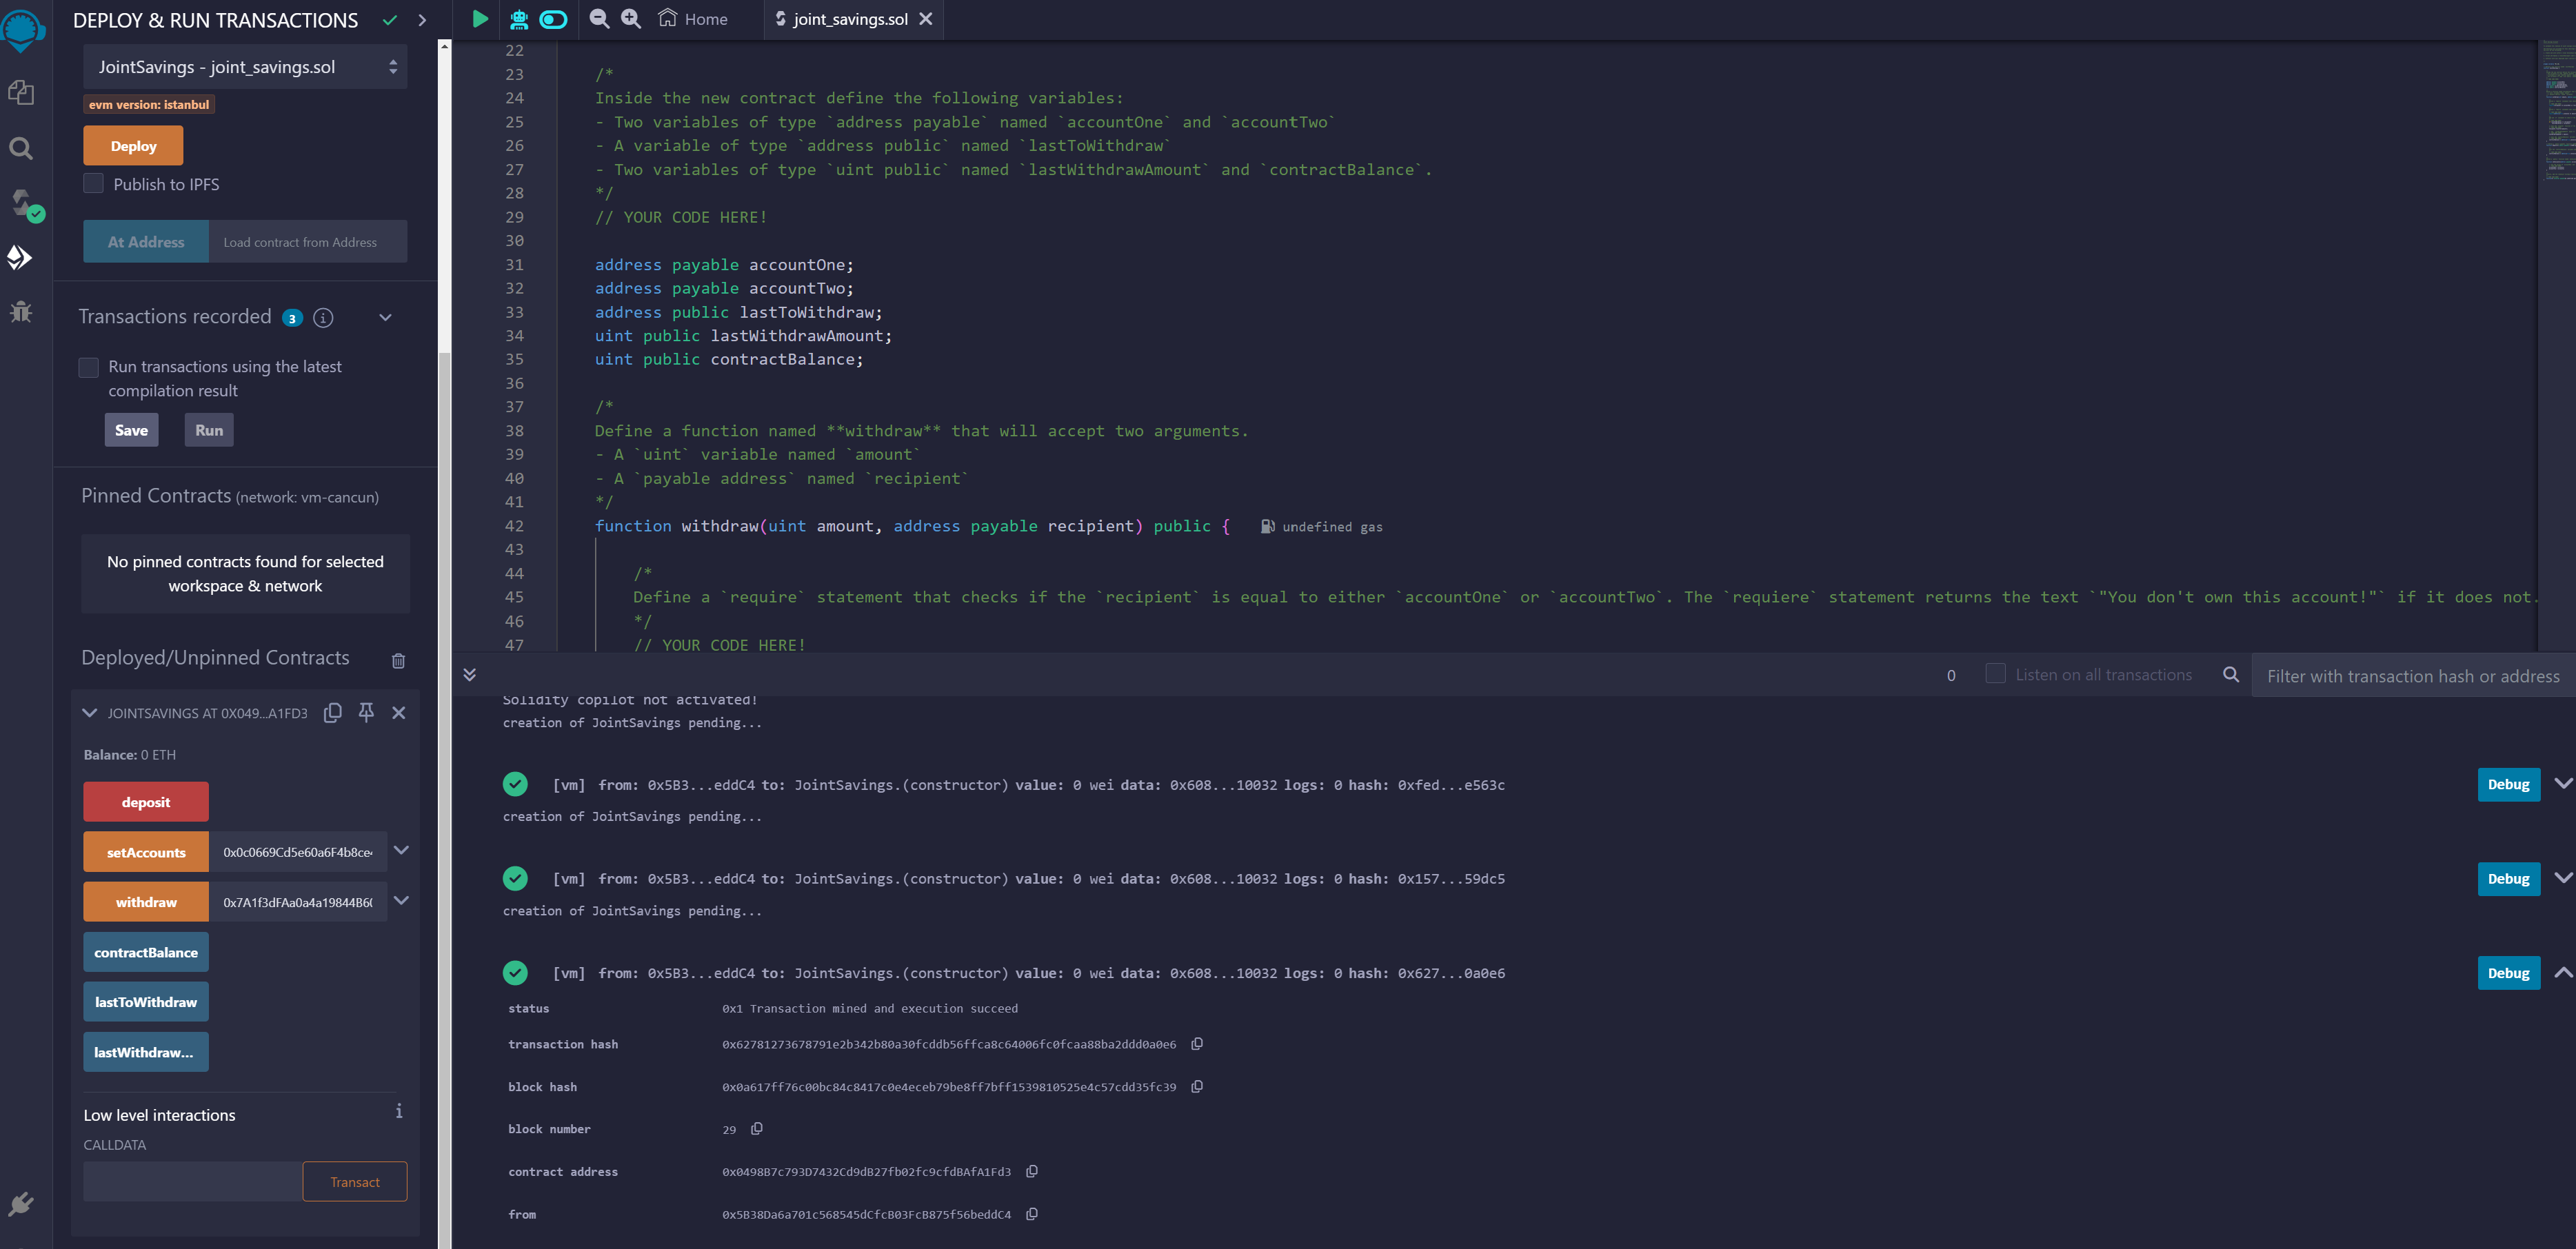 DEPLOY & RUN TRANSACTIONS
JointSavings - joint_savings.sol
evm version: istanbul
Deploy
Publish to IPFS
At Address
Load contract from Address
Transactions recorded 3
Run transactions using the latest
compilation result
Save
Run
Pinned Contracts (network: vm-cancun)
No pinned contracts found for selected
workspace & network
Deployed/Unpinned Contracts
JOINTSAVINGS AT 0X049...A1FD3
Balance: 0 ETH
deposit
setAccounts
0x0c0669Cd5e60a6F4b8ce
withdraw
0x7A1f3dFAa0a4a19844B6
contractBalance
lastToWithdraw
lastWithdraw...
Low level interactions
CALLDATA
Transact
Home
joint_savings.sol
22
23 /*
24 Inside the new contract define the following variables:
25 - Two variables of type `address payable` named `accountOne` and `accountTwo`
26 - A variable of type `address public` named `lastToWithdraw`
27 - Two variables of type `uint public` named `lastWithdrawAmount` and `contractBalance`.
28 */
29 // YOUR CODE HERE!
30
31 address payable accountOne;
32 address payable accountTwo;
33 address public lastToWithdraw;
34 uint public lastWithdrawAmount;
35 uint public contractBalance;
36
37 /*
38 Define a function named **withdraw** that will accept two arguments.
39 - A `uint` variable named `amount`
40 - A `payable address` named `recipient`
41 */
42 function withdraw(uint amount, address payable recipient) public { undefined gas
43
44 /*
45 Define a `require` statement that checks if the `recipient` is equal to either `accountOne` or `accountTwo`. The `requiere` statement returns the text `"You don't own this account!"` if it does not.
46 */
47 // YOUR CODE HERE!
0
Listen on all transactions
Filter with transaction hash or address
Solidity copilot not activated!
creation of JointSavings pending...
[vm] from: 0x5B3...eddC4 to: JointSavings.(constructor) value: 0 wei data: 0x608...10032 logs: 0 hash: 0xfed...e563c
Debug
creation of JointSavings pending...
[vm] from: 0x5B3...eddC4 to: JointSavings.(constructor) value: 0 wei data: 0x608...10032 logs: 0 hash: 0x157...59dc5
Debug
creation of JointSavings pending...
[vm] from: 0x5B3...eddC4 to: JointSavings.(constructor) value: 0 wei data: 0x608...10032 logs: 0 hash: 0x627...0a0e6
Debug
status 0x1 Transaction mined and execution succeed
transaction hash 0x62781273678791e2b342b80a30fcddb56ffca8c64006fc0fcaa88ba2ddd0a0e6
block hash 0x0a617ff76c00bc84c8417c0e4eceb79be8ff7bff1539810525e4c57cdd35fc39
block number 29
contract address 0x0498B7c793D7432Cd9dB27fb02fc9cfdBAfA1Fd3
from 0x5B38Da6a701c568545dCfcB03FcB875f56beddC4